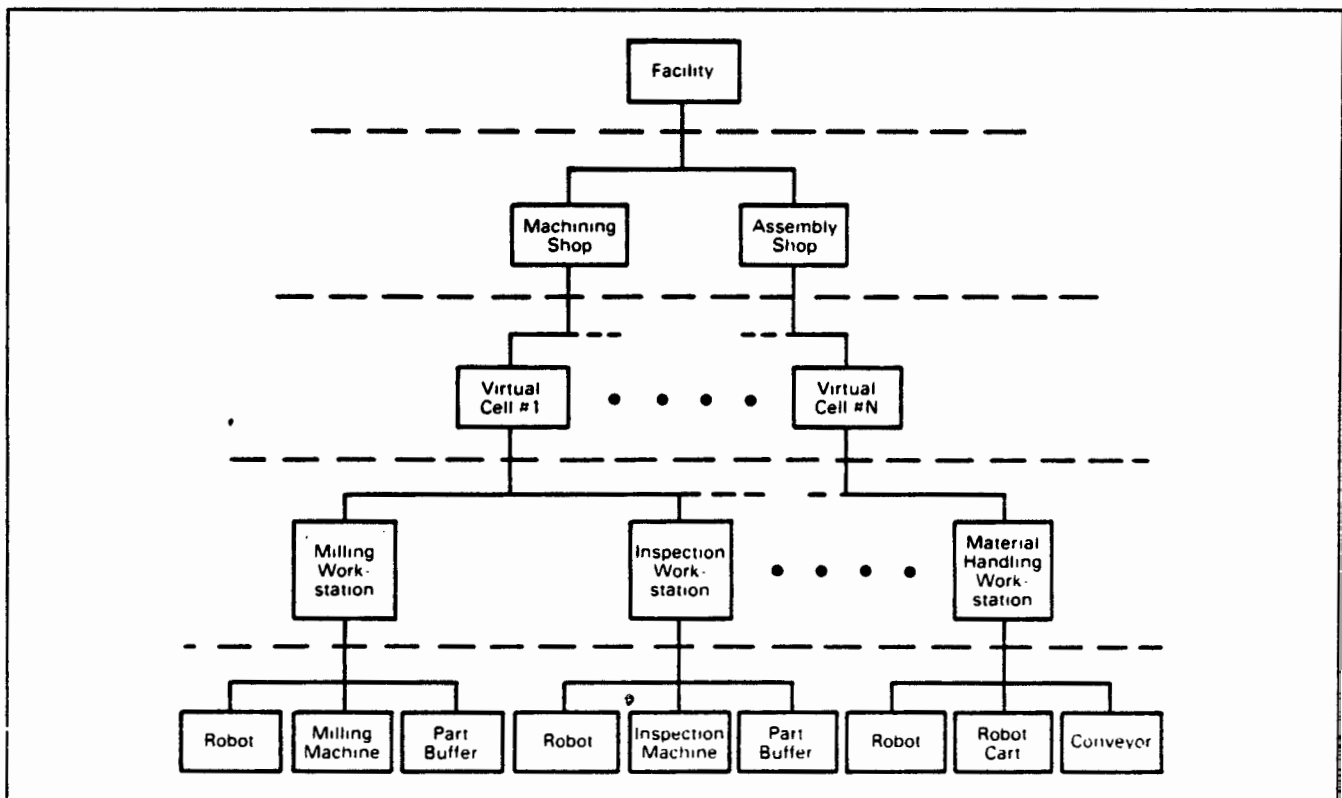 Facility
Machining
Shop
Assembly
Shop
Virtual
Cell #1
Virtual
Cell #N
Milling
Work-
station
Inspection
Work-
station
Material
Handling
Work-
station
Robot
Milling
Machine
Part
Buffer
Robot
Inspection
Machine
Part
Buffer
Robot
Robot
Cart
Conveyor